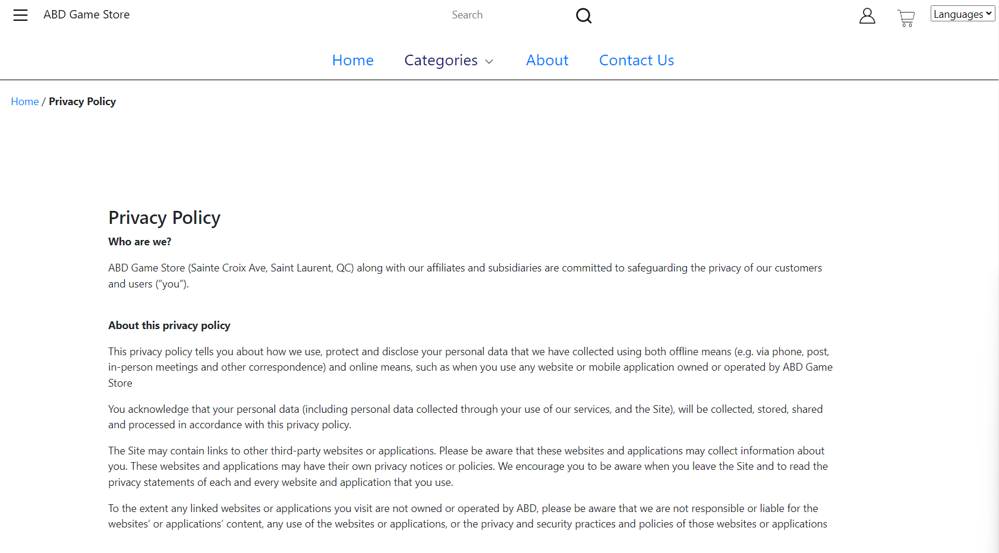 ABD Game Store
Search
Languages
Home
Categories
About
Contact Us
Home / Privacy Policy
Privacy Policy
Who are we?
ABD Game Store (Sainte Croix Ave, Saint Laurent, QC) along with our affiliates and subsidiaries are committed to safeguarding the privacy of our customers
and users (“you”).
About this privacy policy
This privacy policy tells you about how we use, protect and disclose your personal data that we have collected using both offline means (e.g. via phone, post,
in-person meetings and other correspondence) and online means, such as when you use any website or mobile application owned or operated by ABD Game
Store
You acknowledge that your personal data (including personal data collected through your use of our services, and the Site), will be collected, stored, shared
and processed in accordance with this privacy policy.
The Site may contain links to other third-party websites or applications. Please be aware that these websites and applications may collect information about
you. These websites and applications may have their own privacy notices or policies. We encourage you to be aware when you leave the Site and to read the
privacy statements of each and every website and application that you use.
To the extent any linked websites or applications you visit are not owned or operated by ABD, please be aware that we are not responsible or liable for the
websites’ or applications’ content, any use of the websites or applications, or the privacy and security practices and policies of those websites or applications